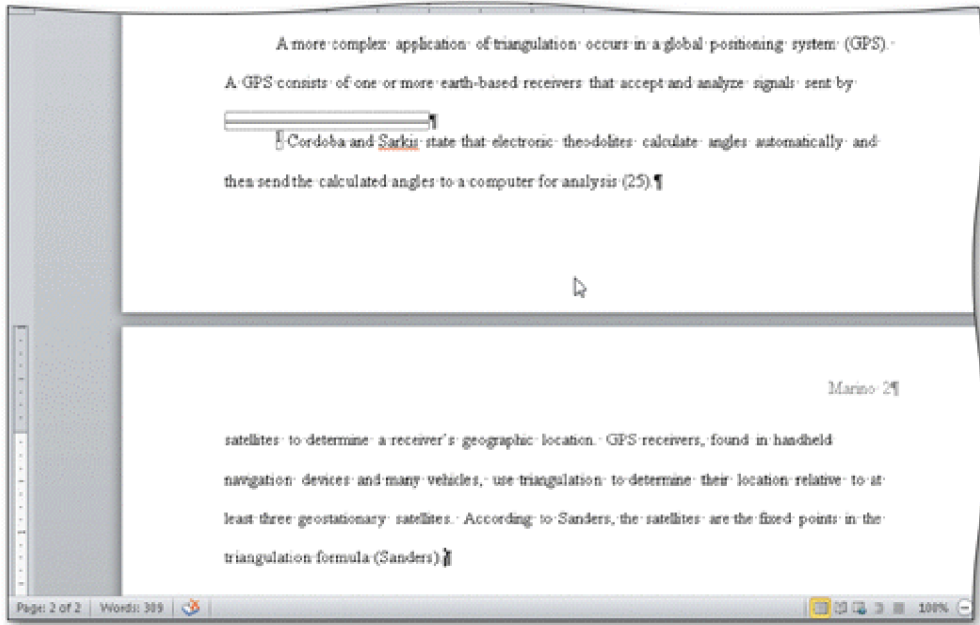 A more complex application of triangulation occurs in a global positioning system (GPS).
A GPS consists of one or more earth-based receivers that accept and analyze signals sent by
¶
¹ Cordoba and Sarkis state that electronic theodolites calculate angles automatically and
then send the calculated angles to a computer for analysis (25).¶
Marino 2¶
satellites to determine a receiver's geographic location. GPS receivers, found in handheld
navigation devices and many vehicles, use triangulation to determine their location relative to at
least three geostationary satellites. According to Sanders, the satellites are the fixed points in the
triangulation formula (Sanders).¶
Page: 2 of 2 Words: 309 100%